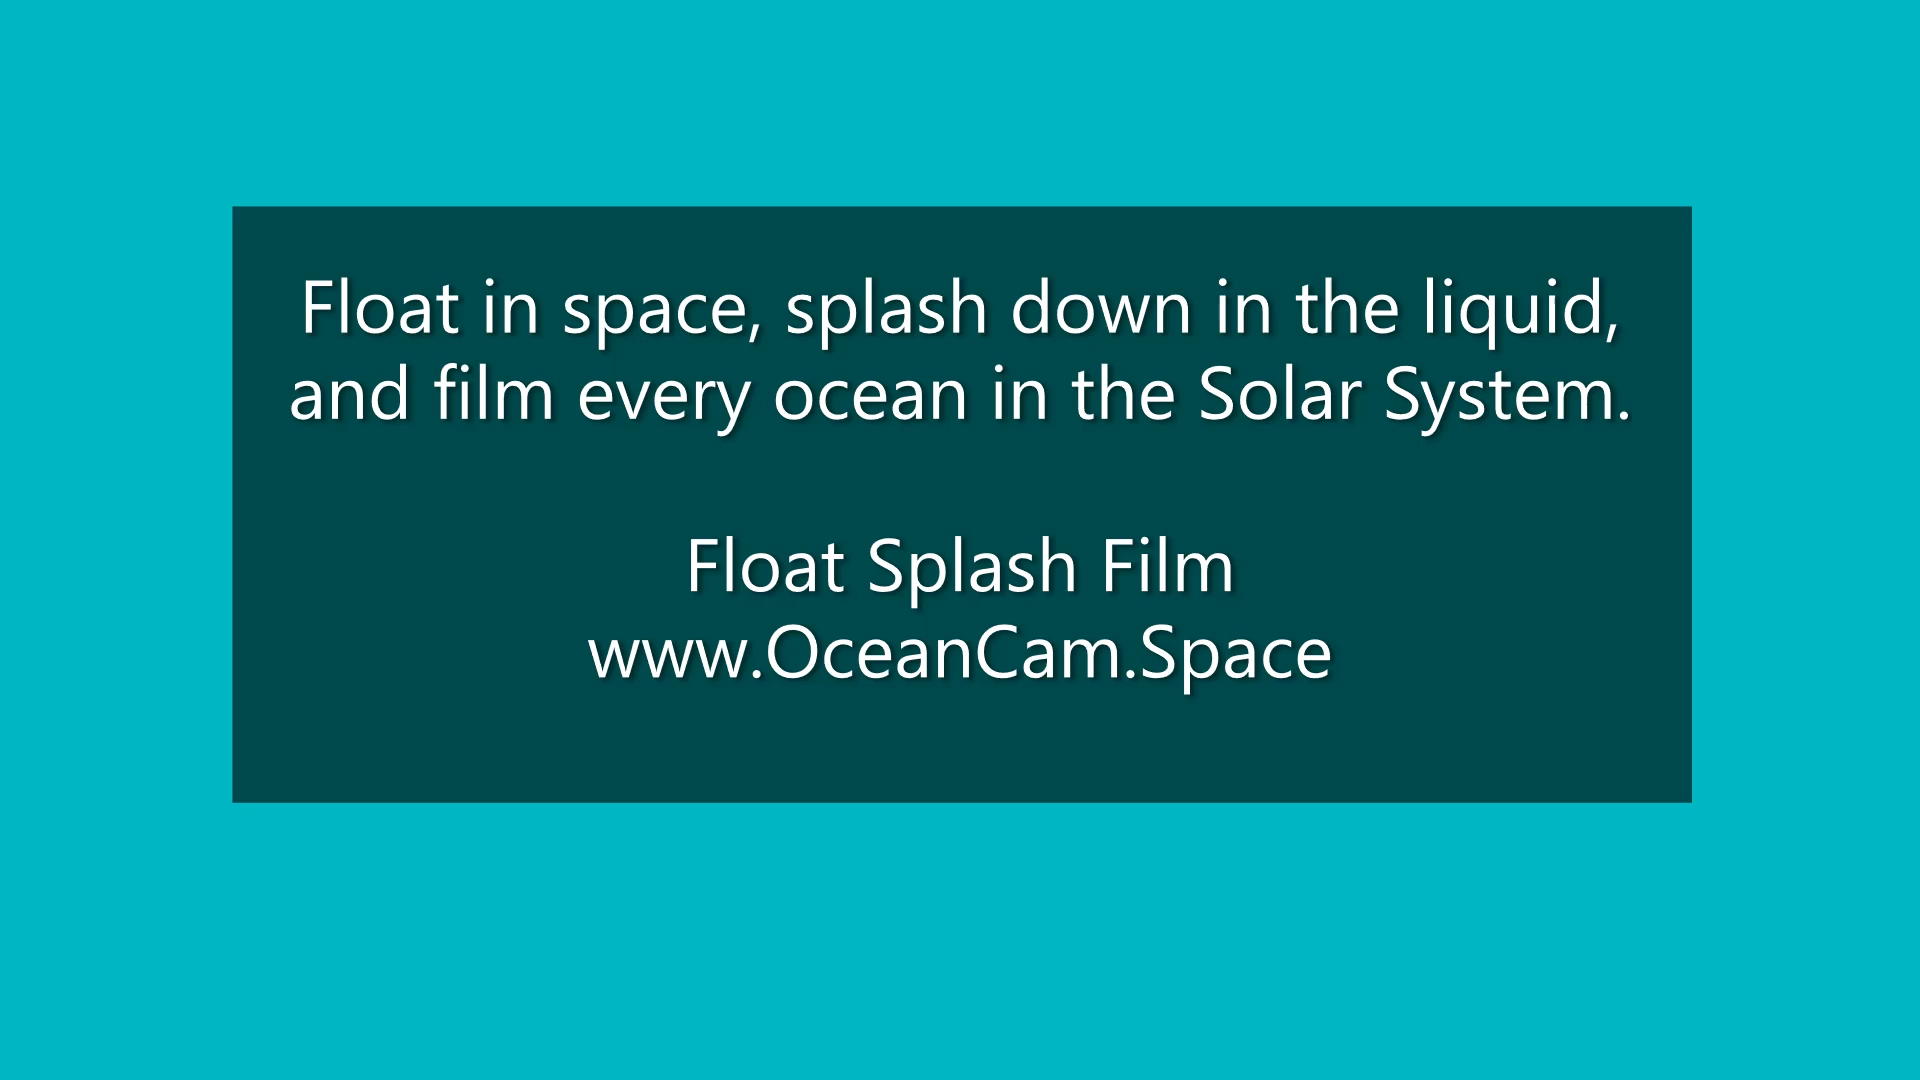 Float in space, splash down in the liquid,
and film every ocean in the Solar System.
Float Splash Film
www.OceanCam.Space